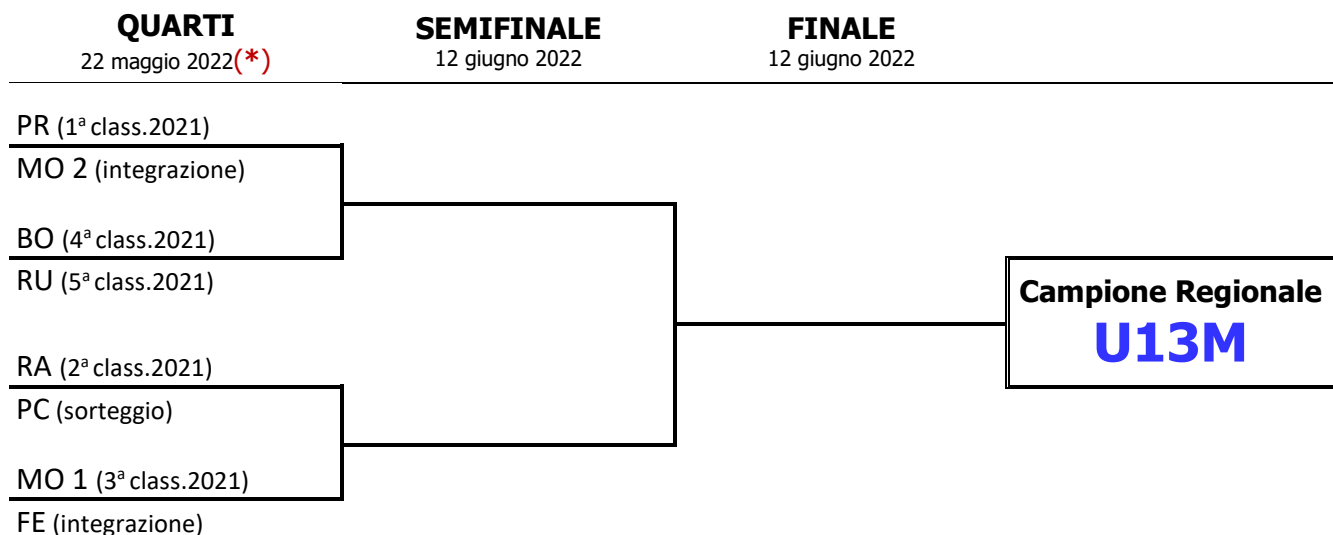 QUARTI
22 maggio 2022(*)
SEMIFINALE
12 giugno 2022
FINALE
12 giugno 2022
PR (1ª class.2021)
MO 2 (integrazione)
BO (4ª class.2021)
RU (5ª class.2021)
RA (2ª class.2021)
PC (sorteggio)
MO 1 (3ª class.2021)
FE (integrazione)
Campione Regionale
U13M